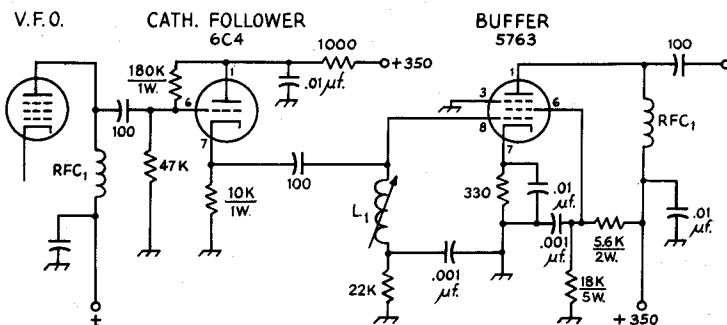 V.F.O.
CATH. FOLLOWER
6C4
BUFFER
5763
180K
1W.
1
1000
+350
.01 µf.
100
6
7
47K
RFC₁
10K
1W.
100
1
3
6
8
7
330
.01
µf.
L₁
.001
µf.
22K
.001
µf.
5.6K
2W.
18K
5W.
100
RFC₁
.01
µf.
+
+350